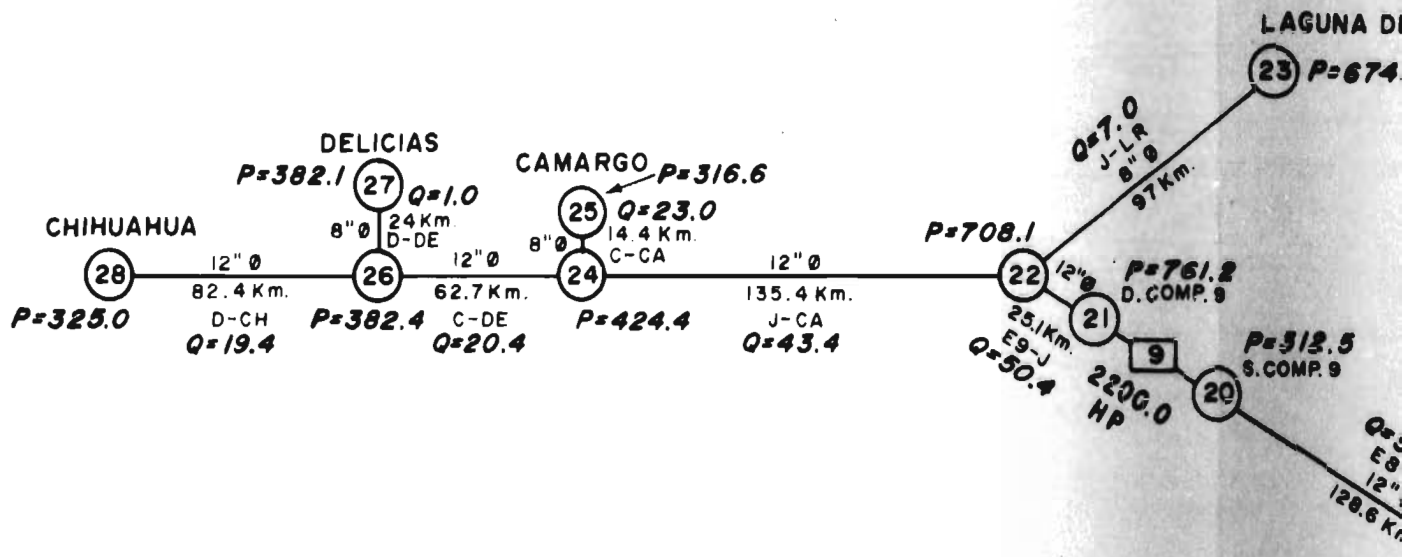 LAGUNA DE
23
P=674.
Q=7.0
J-LR
8"Ø
97 Km.
DELICIAS
P=382.1
27
Q=1.0
8"Ø
24 Km.
D-DE
CAMARGO
P=316.6
25
Q=23.0
8"Ø
14.4 Km.
C-CA
CHIHUAHUA
28
P=325.0
12"Ø
82.4 Km.
D-CH
Q=19.4
26
P=382.4
12"Ø
62.7 Km.
C-DE
Q=20.4
24
P=424.4
12"Ø
135.4 Km.
J-CA
Q=43.4
P=708.1
22
12"Ø
25.1 Km.
E9-J
Q=50.4
P=761.2
D. COMP. 9
21
9
2200.0
HP
P=312.5
S. COMP. 9
20
E8
12"
128.6 Km